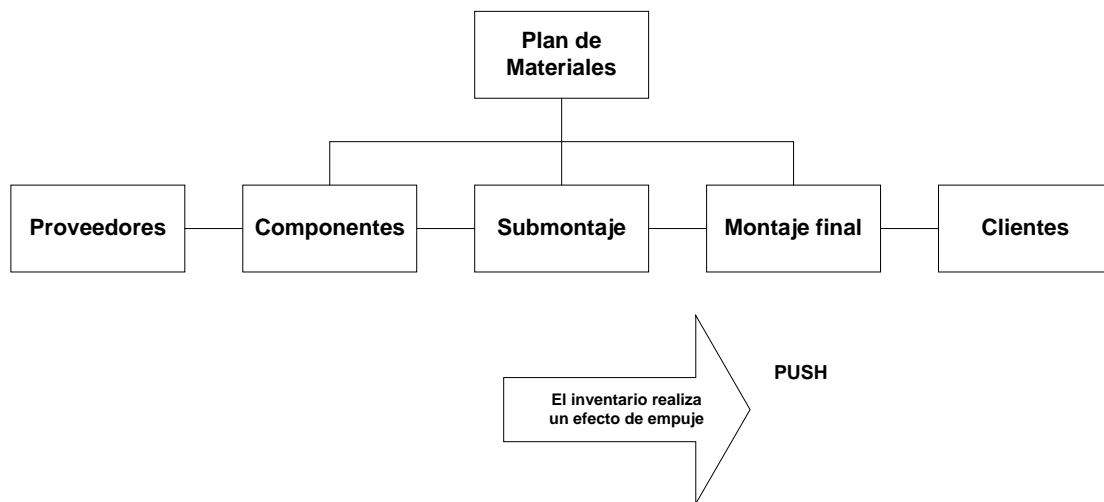 Plan de
Materiales
Proveedores
Componentes
Submontaje
Montaje final
Clientes
PUSH
El inventario realiza
un efecto de empuje